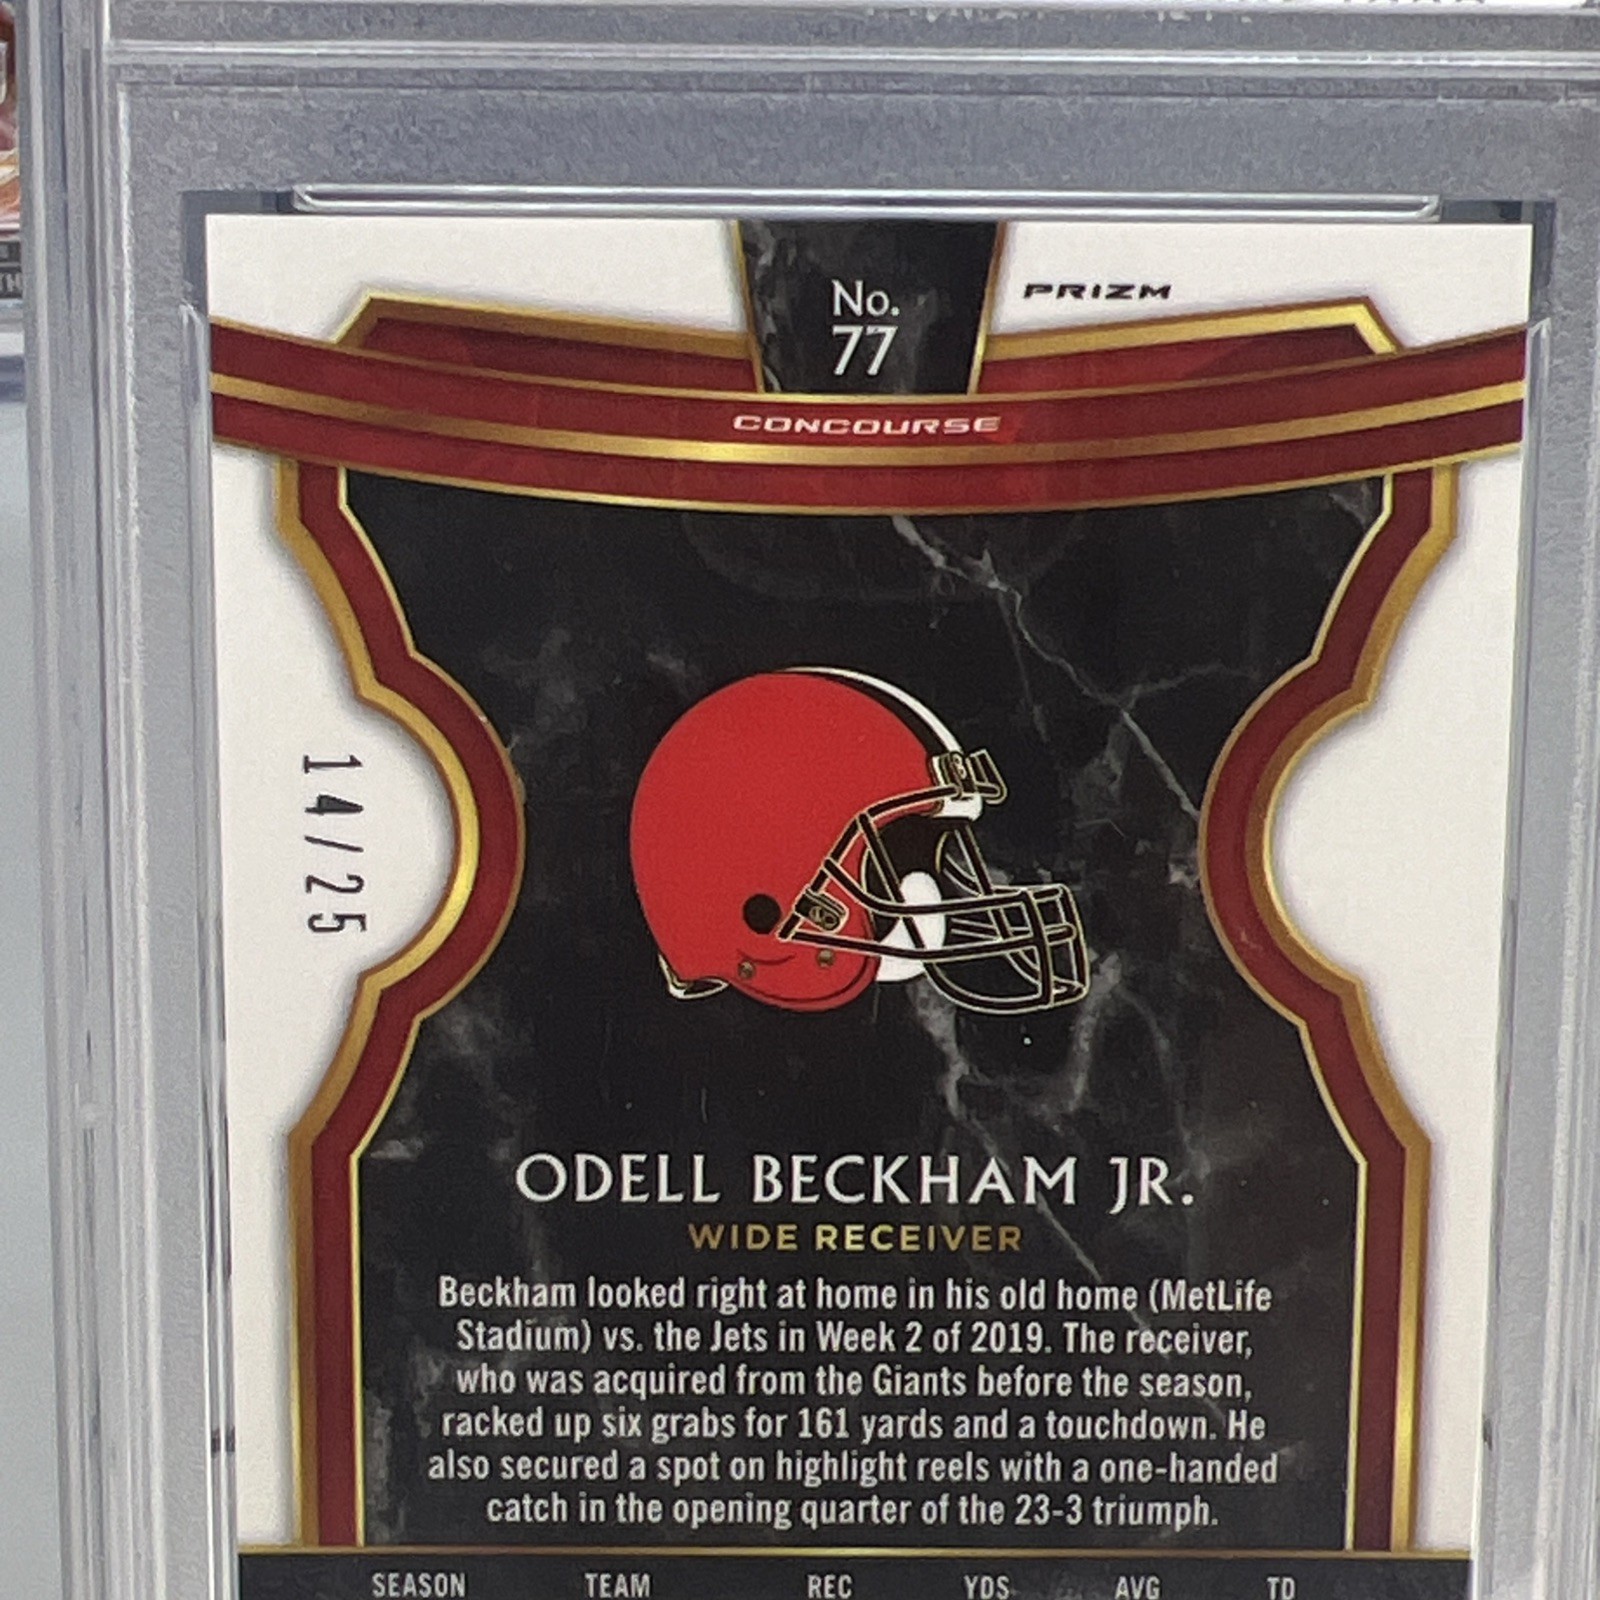 No.
77
PRIZM
CONCOURSE
14/25
ODELL BECKHAM JR.
WIDE RECEIVER
Beckham looked right at home in his old home (MetLife
Stadium) vs. the Jets in Week 2 of 2019. The receiver,
who was acquired from the Giants before the season,
racked up six grabs for 161 yards and a touchdown. He
also secured a spot on highlight reels with a one-handed
catch in the opening quarter of the 23-3 triumph.
SEASON TEAM REC YDS AVG TD